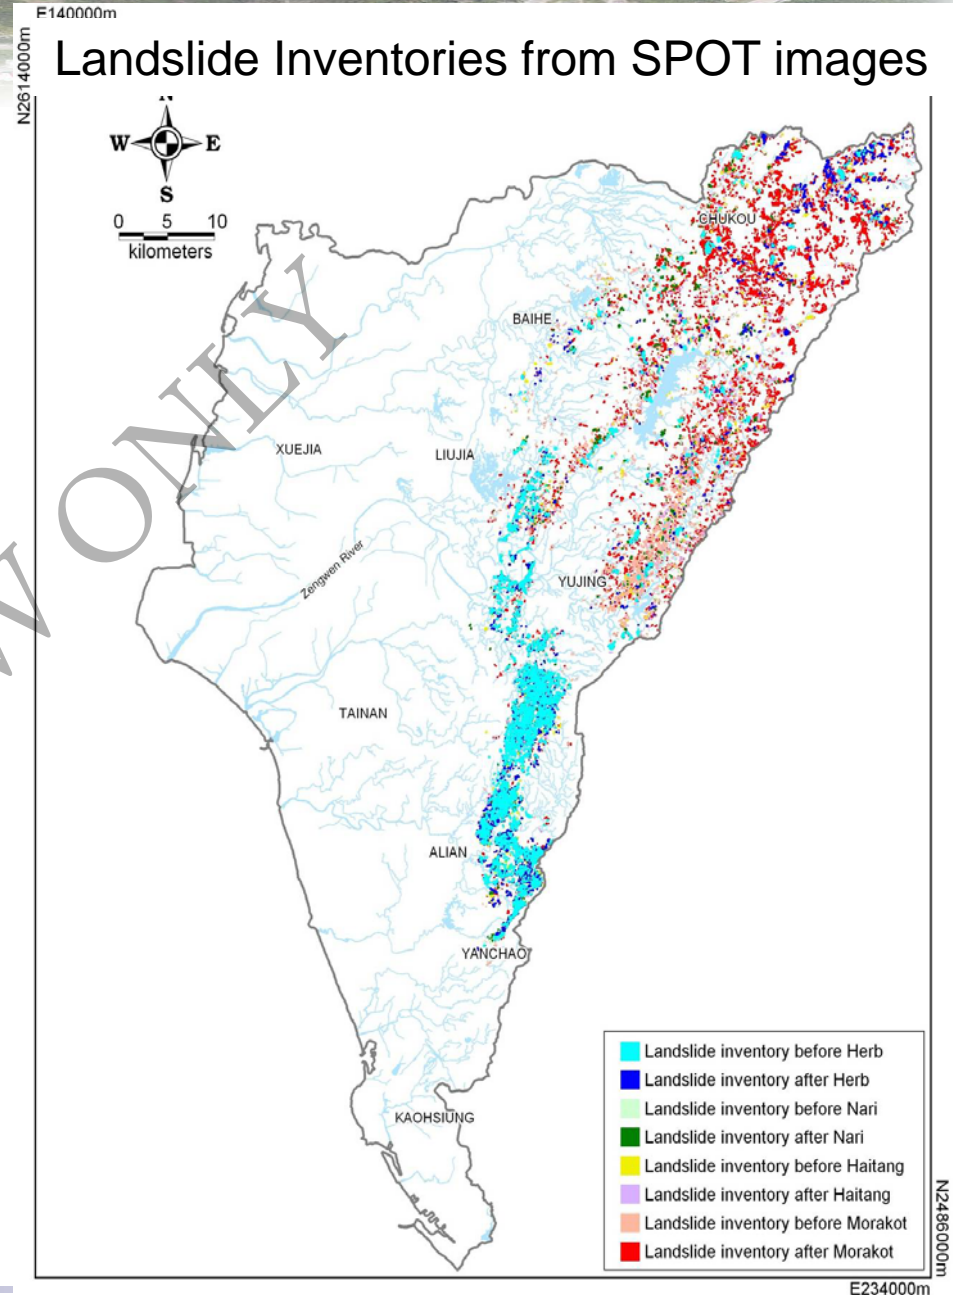 E140000m
N2614000m
Landslide Inventories from SPOT images
N
W E
S
0 5 10
kilometers
CHUKOU
BAIHE
XUEJIA
LIUJIA
Zengwen River
YUJING
TAINAN
ALIAN
YANCHAO
KAOHSIUNG
Landslide inventory before Herb
Landslide inventory after Herb
Landslide inventory before Nari
Landslide inventory after Nari
Landslide inventory before Haitang
Landslide inventory after Haitang
Landslide inventory before Morakot
Landslide inventory after Morakot
N2486000m
E234000m
W ONLY